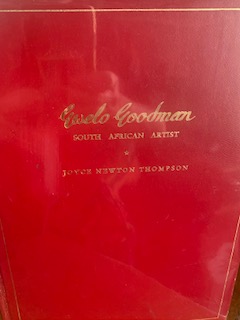 Gwelo Goodman
SOUTH AFRICAN ARTIST
JOYCE NEWTON THOMPSON